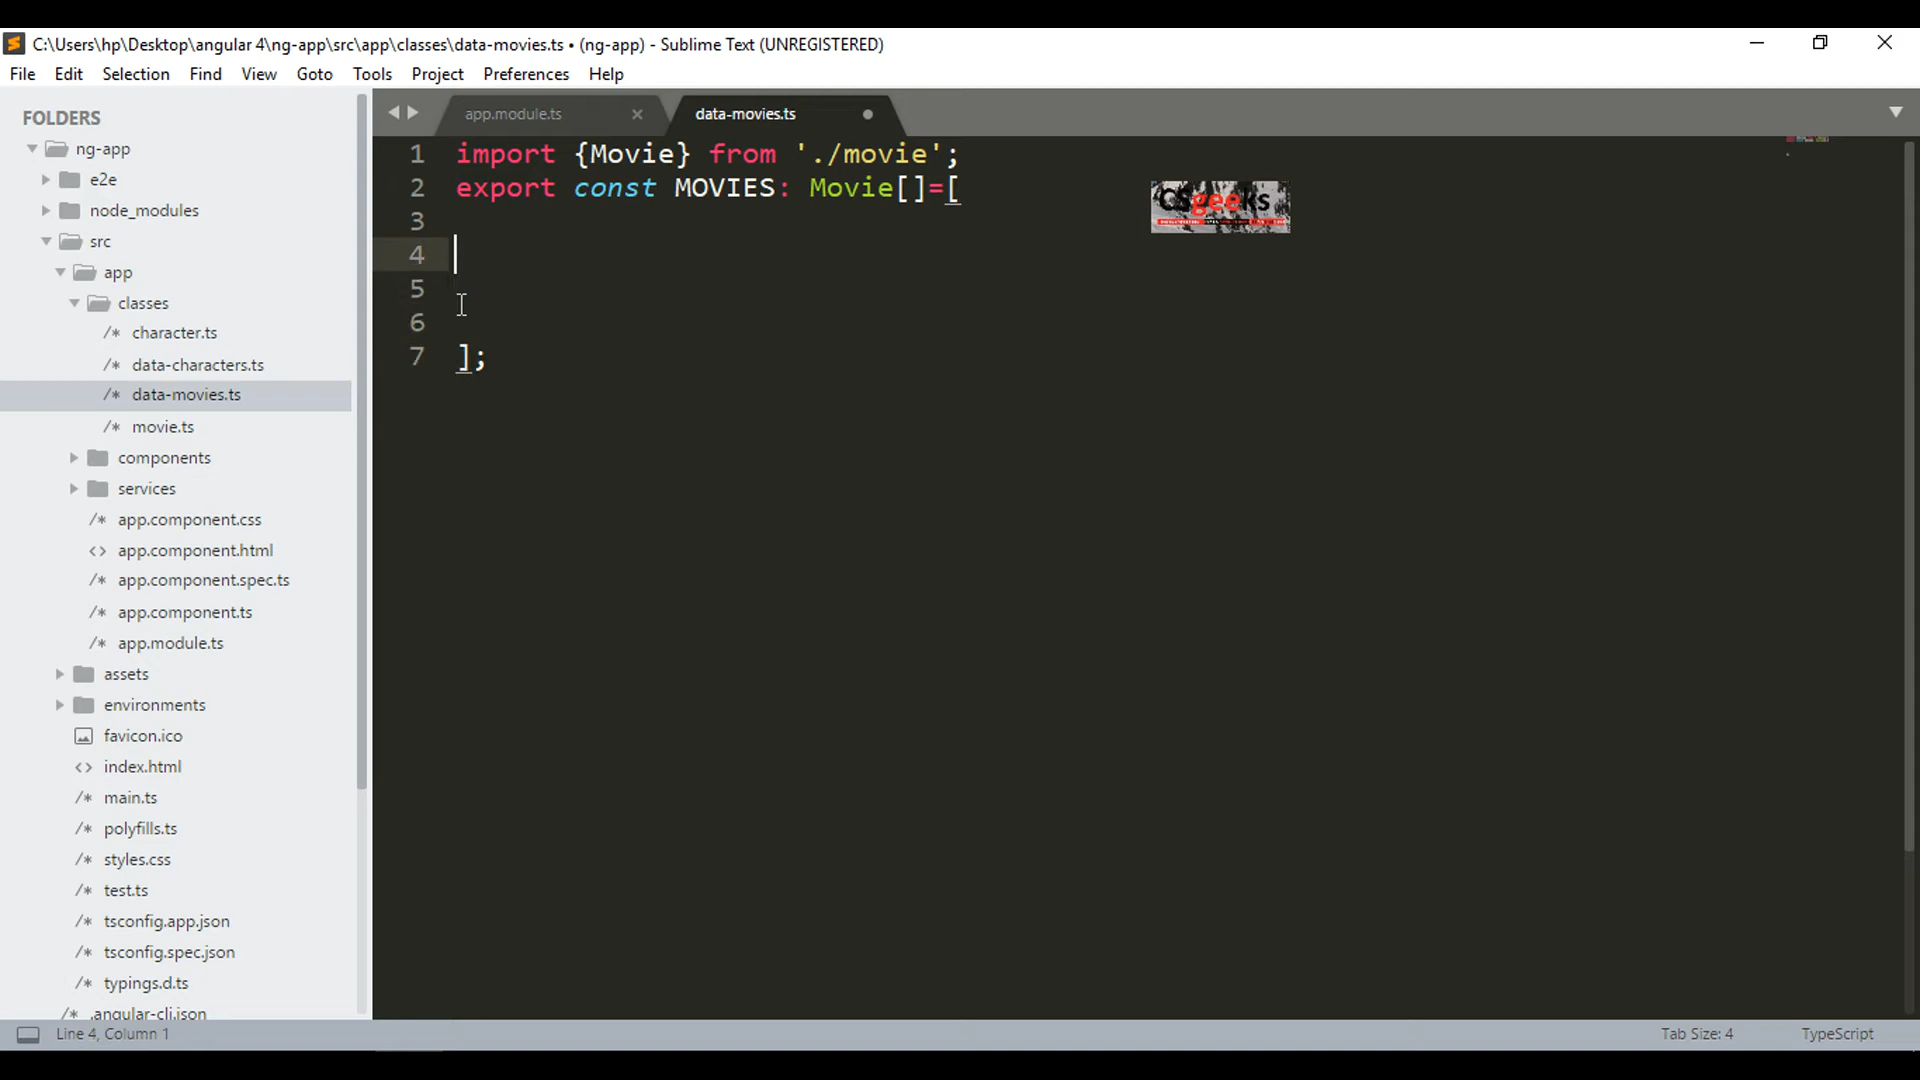 C:\Users\hp\Desktop\angular 4\ng-app\src\app\classes\data-movies.ts • (ng-app) - Sublime Text (UNREGISTERED)
File Edit Selection Find View Goto Tools Project Preferences Help
FOLDERS
ng-app
e2e
node_modules
src
app
classes
/* character.ts
/* data-characters.ts
/* data-movies.ts
/* movie.ts
components
services
/* app.component.css
<> app.component.html
/* app.component.spec.ts
/* app.component.ts
/* app.module.ts
assets
environments
favicon.ico
<> index.html
/* main.ts
/* polyfills.ts
/* styles.css
/* test.ts
/* tsconfig.app.json
/* tsconfig.spec.json
/* typings.d.ts
/* .angular-cli.json
app.module.ts
data-movies.ts
1 import {Movie} from './movie';
2 export const MOVIES: Movie[]=[
3
4
5
6
7 ];
CSgeeks
Line 4, Column 1
Tab Size: 4
TypeScript